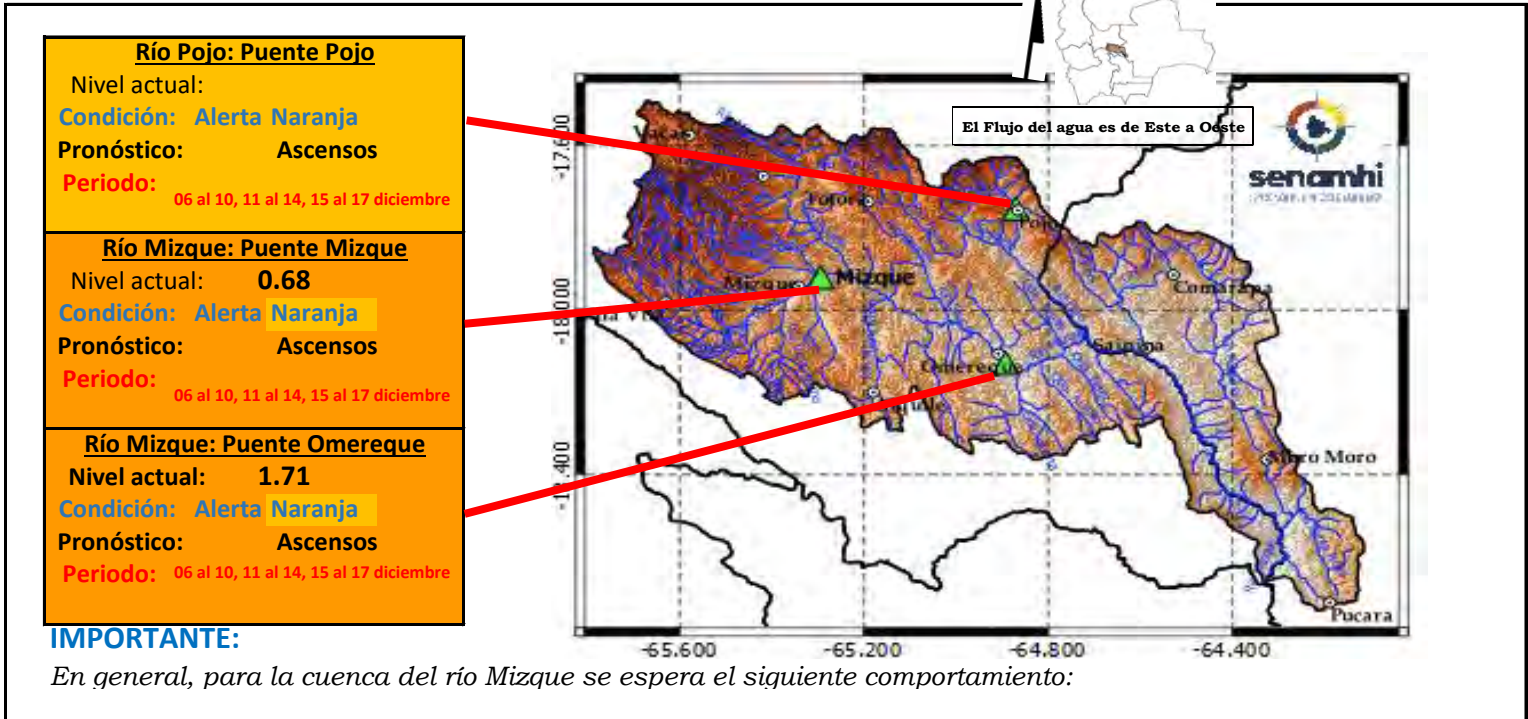 Río Pojo: Puente Pojo
Nivel actual:
Condición: Alerta Naranja
Pronóstico: Ascensos
Periodo:
06 al 10, 11 al 14, 15 al 17 diciembre
Río Mizque: Puente Mizque
Nivel actual: 0.68
Condición: Alerta Naranja
Pronóstico: Ascensos
Periodo:
06 al 10, 11 al 14, 15 al 17 diciembre
Río Mizque: Puente Omereque
Nivel actual: 1.71
Condición: Alerta Naranja
Pronóstico: Ascensos
Periodo: 06 al 10, 11 al 14, 15 al 17 diciembre
El Flujo del agua es de Este a Oeste
senamhi
Vacas
Totora
Pojo
Mizque
Mizque
Comarapa
Saipina
Omereque
Moro
Pucara
-18.000
-65.600
-65.200
-64.800
-64.400
IMPORTANTE:
En general, para la cuenca del río Mizque se espera el siguiente comportamiento: